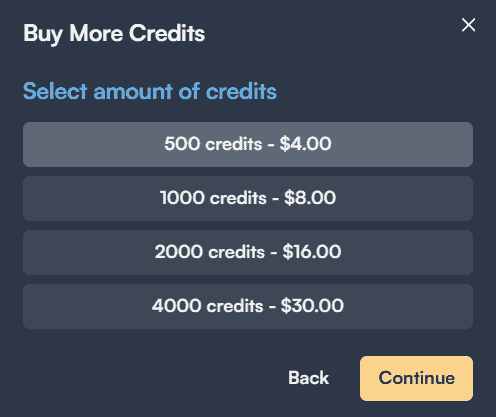 Buy More Credits
Select amount of credits
500 credits - $4.00
1000 credits - $8.00
2000 credits - $16.00
4000 credits - $30.00
Back
Continue